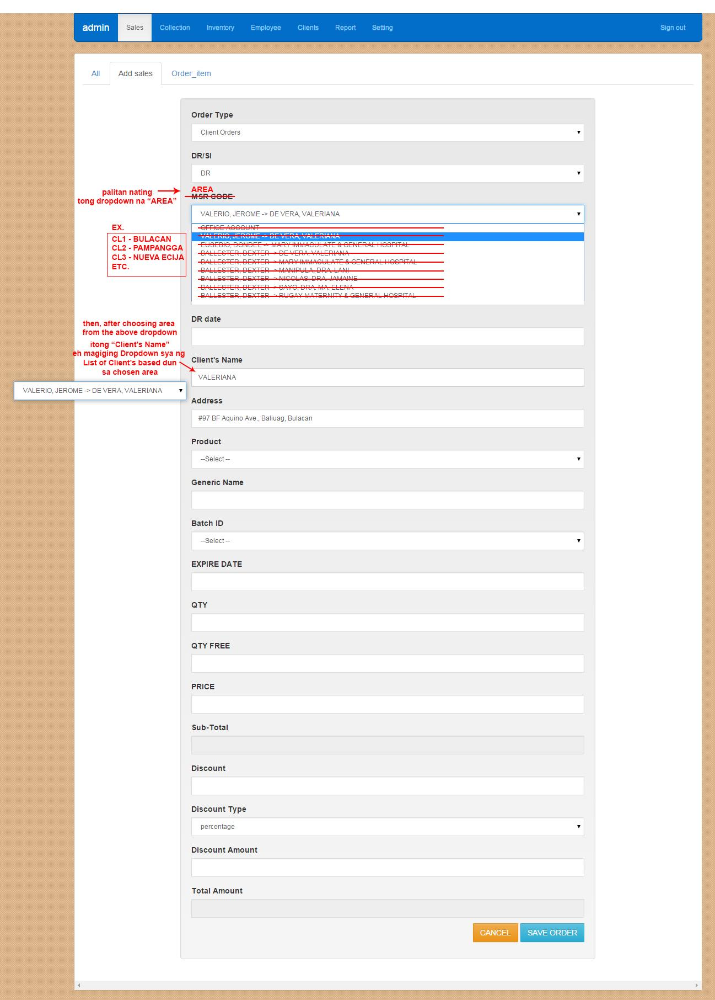 admin Sales Collection Inventory Employee Clients Report Setting Sign out
All Add sales Order_item
Order Type
Client Orders
DR/SI
DR
palitan nating
tong dropdown na “AREA”
AREA
MSR CODE
VALERIO, JEROME -> DE VERA, VALERIANA
OFFICE ACCOUNT
VALERIO, JEROME -> DE VERA, VALERIANA
EUSEBIO, DONDEE -> MARY IMMACULATE & GENERAL HOSPITAL
BALLESTER, DEXTER -> DE VERA, VALERIANA
BALLESTER, DEXTER -> MARY IMMACULATE & GENERAL HOSPITAL
BALLESTER, DEXTER -> MANIPULA, DRA. LANI
BALLESTER, DEXTER -> NICOLAS, DRA. JAMAINE
BALLESTER, DEXTER -> SAYO, DRA. MA. ELENA
BALLESTER, DEXTER -> RUGAY MATERNITY & GENERAL HOSPITAL
EX.
CL1 - BULACAN
CL2 - PAMPANGGA
CL3 - NUEVA ECIJA
ETC.
DR date
then, after choosing area
from the above dropdown
itong “Client’s Name”
eh magiging Dropdown sya ng
List of Client’s based dun
sa chosen area
VALERIO, JEROME -> DE VERA, VALERIANA
Client's Name
VALERIANA
Address
#97 BF Aquino Ave., Baliuag, Bulacan
Product
--Select --
Generic Name
Batch ID
--Select --
EXPIRE DATE
QTY
QTY FREE
PRICE
Sub-Total
Discount
Discount Type
percentage
Discount Amount
Total Amount
CANCEL SAVE ORDER